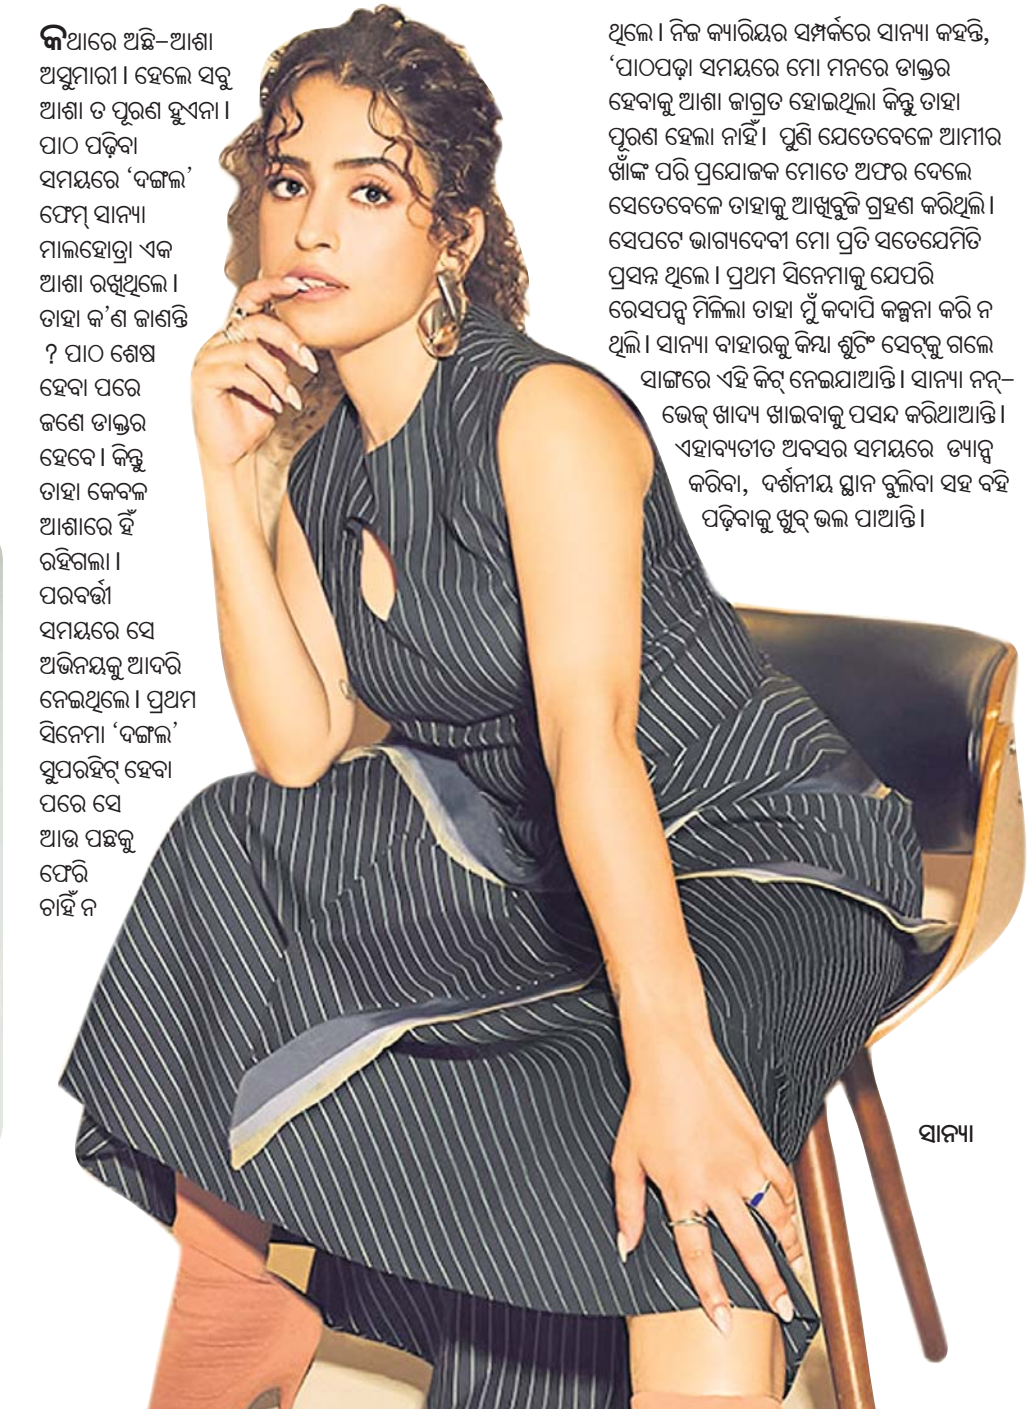 କଥାରେ ଅଛି–ଆଶା
ଅସୁମାରୀ। ହେଲେ ସବୁ
ଆଶା ତ ପୂରଣ ହୁଏନା।
ପାଠ ପଢ଼ିବା
ସମୟରେ ‘ଦଙ୍ଗଲ’
ଫେମ୍ ସାନ୍ୟା
ମାଲହୋତ୍ରା ଏକ
ଆଶା ରଖିଥିଲେ।
ତାହା କ’ଣ ଜାଣନ୍ତି
? ପାଠ ଶେଷ
ହେବା ପରେ
ଜଣେ ଡାକ୍ତର
ହେବେ। କିନ୍ତୁ
ତାହା କେବଳ
ଆଶାରେ ହିଁ
ରହିଗଲା।
ପରବର୍ତ୍ତୀ
ସମୟରେ ସେ
ଅଭିନୟକୁ ଆଦରି
ନେଇଥିଲେ। ପ୍ରଥମ
ସିନେମା ‘ଦଙ୍ଗଲ’
ସୁପରହିଟ୍ ହେବା
ପରେ ସେ
ଆଉ ପଛକୁ
ଫେରି
ଚାହିଁ ନ
ଥିଲେ। ନିଜ କ୍ୟାରିୟର ସମ୍ପର୍କରେ ସାନ୍ୟା କହନ୍ତି,
‘ପାଠପଢ଼ା ସମୟରେ ମୋ ମନରେ ଡାକ୍ତର
ହେବାକୁ ଆଶା ଜାଗ୍ରତ ହୋଇଥିଲା କିନ୍ତୁ ତାହା
ପୂରଣ ହେଲା ନାହିଁ। ପୁଣି ଯେତେବେଳେ ଆମୀର
ଖାଁଙ୍କ ପରି ପ୍ରଯୋଜକ ମୋତେ ଅଫର ଦେଲେ
ସେତେବେଳେ ତାହାକୁ ଆଖିବୁଜି ଗ୍ରହଣ କରିଥିଲି।
ସେପଟେ ଭାଗ୍ୟଦେବୀ ମୋ ପ୍ରତି ସତେଯେମିତି
ପ୍ରସନ୍ନ ଥିଲେ। ପ୍ରଥମ ସିନେମାକୁ ଯେପରି
ରେସପନ୍ସ ମିଳିଲା ତାହା ମୁଁ କଦାପି କଳ୍ପନା କରି ନ
ଥିଲି। ସାନ୍ୟା ବାହାରକୁ କିମ୍ବା ଶୁଟିଂ ସେଟ୍‌କୁ ଗଲେ
ସାଙ୍ଗରେ ଏହି କିଟ୍ ନେଇଯାଆନ୍ତି। ସାନ୍ୟା ନନ୍–
ଭେଜ୍ ଖାଦ୍ୟ ଖାଇବାକୁ ପସନ୍ଦ କରିଥାଆନ୍ତି।
ଏହାବ୍ୟତୀତ ଅବସର ସମୟରେ ଡ୍ୟାନ୍ସ
କରିବା, ଦର୍ଶନୀୟ ସ୍ଥାନ ବୁଲିବା ସହ ବହି
ପଢ଼ିବାକୁ ଖୁବ୍ ଭଲ ପାଆନ୍ତି।
ସାନ୍ୟା